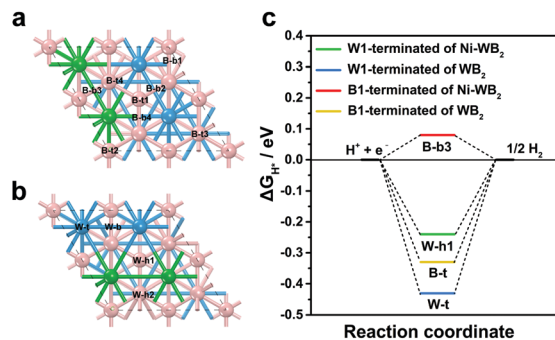 a
B-b1
B-t4
B-b3
B-b2
B-t1
B-b4
B-t3
B-t2
b
W-t
W-b
W-h1
W-h2
c
W1-terminated of Ni-WB₂
W1-terminated of WB₂
B1-terminated of Ni-WB₂
B1-terminated of WB₂
ΔG_H* / eV
0.4
0.3
0.2
0.1
0.0
-0.1
-0.2
-0.3
-0.4
-0.5
H⁺ + e
B-b3
1/2 H₂
W-h1
B-t
W-t
Reaction coordinate